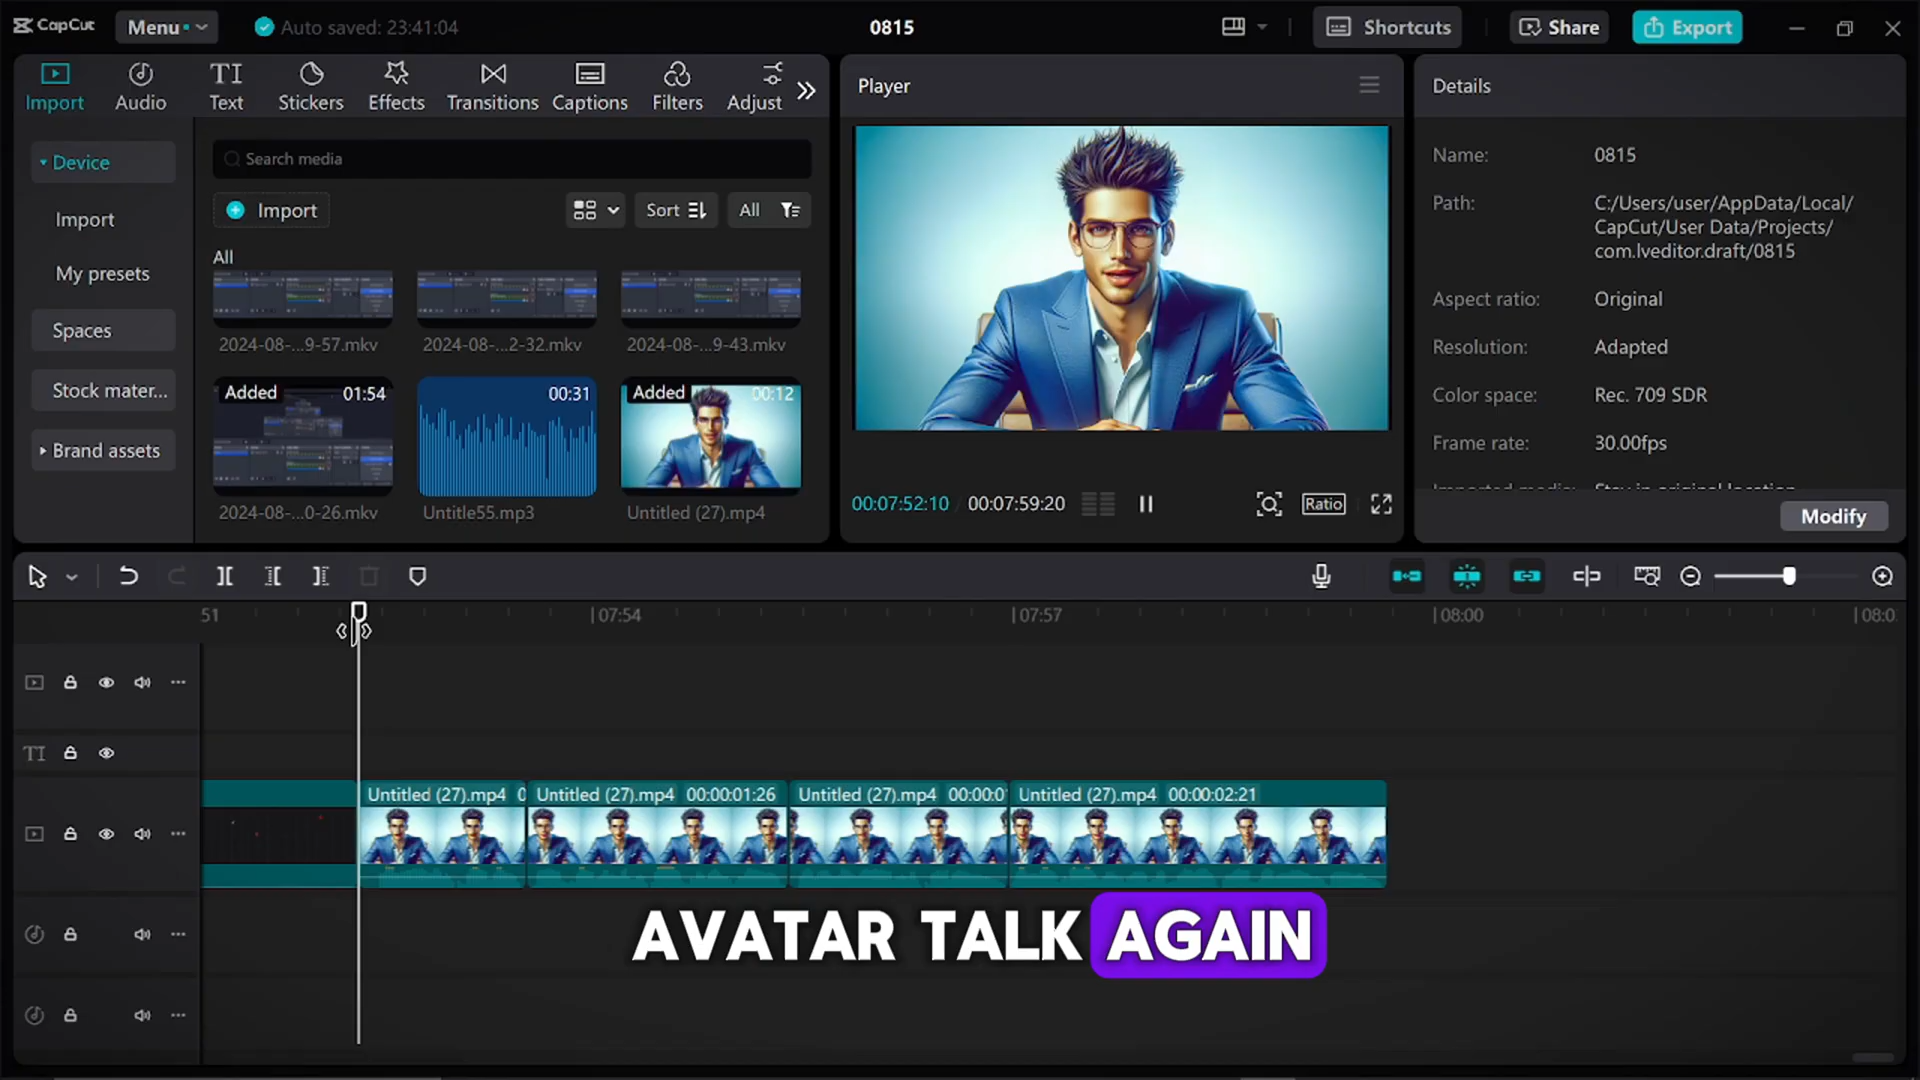 CapCut
Menu
Auto saved: 23:41:04
0815
Shortcuts
Share
Export
Import
Audio
TI
Text
Stickers
Effects
Transitions
Captions
Filters
Adjust
Device
Import
My presets
Spaces
Stock mater...
Brand assets
Search media
Import
Sort
All
All
2024-08-...9-57.mkv
2024-08-...2-32.mkv
2024-08-...9-43.mkv
Added 01:54
00:31
Added 00:12
2024-08-...0-26.mkv
Untitle55.mp3
Untitled (27).mp4
Player
00:07:52:10 / 00:07:59:20
Ratio
Details
Name: 0815
Path: C:/Users/user/AppData/Local/
CapCut/User Data/Projects/
com.lveditor.draft/0815
Aspect ratio: Original
Resolution: Adapted
Color space: Rec. 709 SDR
Frame rate: 30.00fps
Imported media: Stay in original location
Modify
51
07:54
07:57
08:00
08:0
TI
Untitled (27).mp4 0
Untitled (27).mp4 00:00:01:26
Untitled (27).mp4 00:00:0
Untitled (27).mp4 00:00:02:21
AVATAR TALK AGAIN